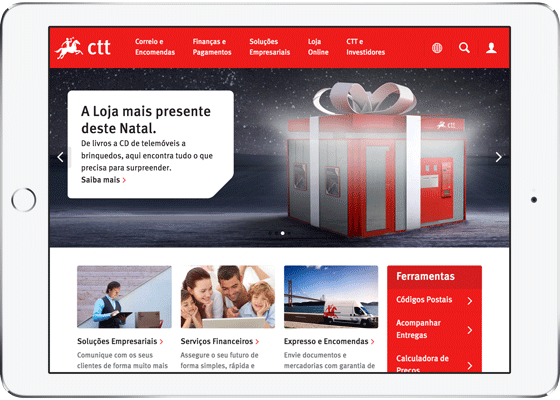 ctt
Correio e
Encomendas
Finanças e
Pagamentos
Soluções
Empresariais
Loja
Online
CTT e
Investidores
A Loja mais presente
deste Natal.
De livros a CD de telemóveis a
brinquedos, aqui encontra tudo o que
precisa para surpreender.
Saiba mais >
ctt
Soluções Empresariais >
Comunique com os seus
clientes de forma muito mais
Serviços Financeiros >
Assegure o seu futuro de
forma simples, rápida e
Expresso e Encomendas >
Envie documentos e
mercadorias com garantia de
Ferramentas
Códigos Postais
Acompanhar
Entregas
Calculadora de
Preços